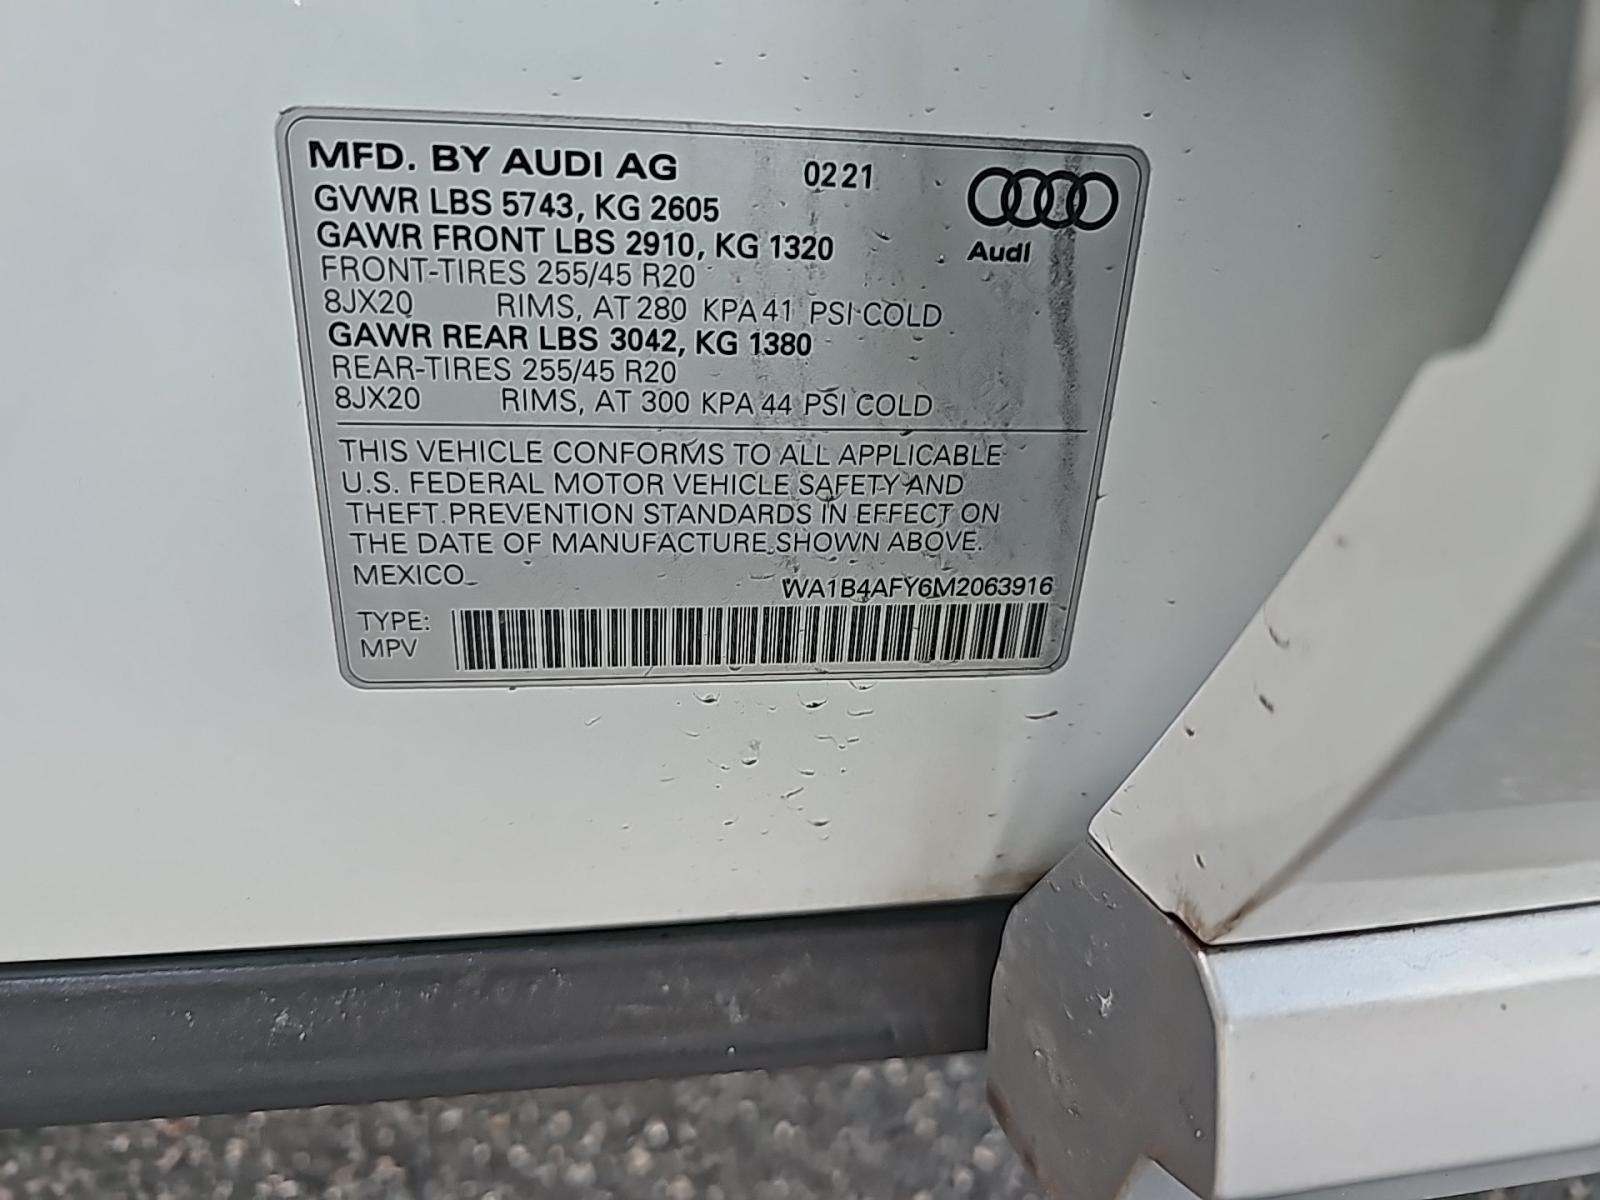 MFD. BY AUDI AG 0221
GVWR LBS 5743, KG 2605
GAWR FRONT LBS 2910, KG 1320
Audi
FRONT-TIRES 255/45 R20
8JX20 RIMS, AT 280 KPA 41 PSI COLD
GAWR REAR LBS 3042, KG 1380
REAR-TIRES 255/45 R20
8JX20 RIMS, AT 300 KPA 44 PSI COLD
THIS VEHICLE CONFORMS TO ALL APPLICABLE
U.S. FEDERAL MOTOR VEHICLE SAFETY AND
THEFT PREVENTION STANDARDS IN EFFECT ON
THE DATE OF MANUFACTURE SHOWN ABOVE.
MEXICO
WA1B4AFY6M2063916
TYPE:
MPV